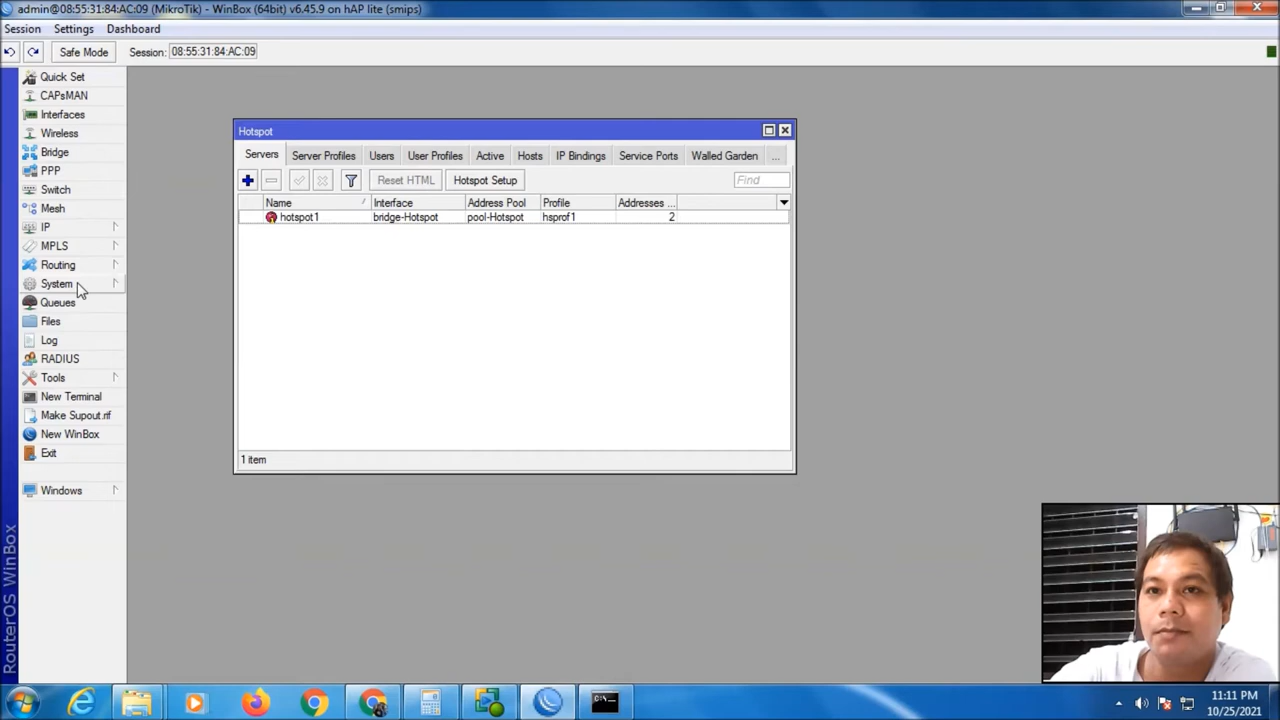 admin@08:55:31:84:AC:09 (MikroTik) - WinBox (64bit) v6.45.9 on hAP lite (smips)
Session Settings Dashboard
Safe Mode Session: 08:55:31:84:AC:09
Quick Set
CAPsMAN
Interfaces
Wireless
Bridge
PPP
Switch
Mesh
IP
MPLS
Routing
System
Queues
Files
Log
RADIUS
Tools
New Terminal
Make Supout.rif
New WinBox
Exit
Windows
RouterOS WinBox
Hotspot
Servers Server Profiles Users User Profiles Active Hosts IP Bindings Service Ports Walled Garden ...
Reset HTML Hotspot Setup Find
Name Interface Address Pool Profile Addresses ...
hotspot1 bridge-Hotspot pool-Hotspot hsprof1 2
1 item
11:11 PM
10/25/2021